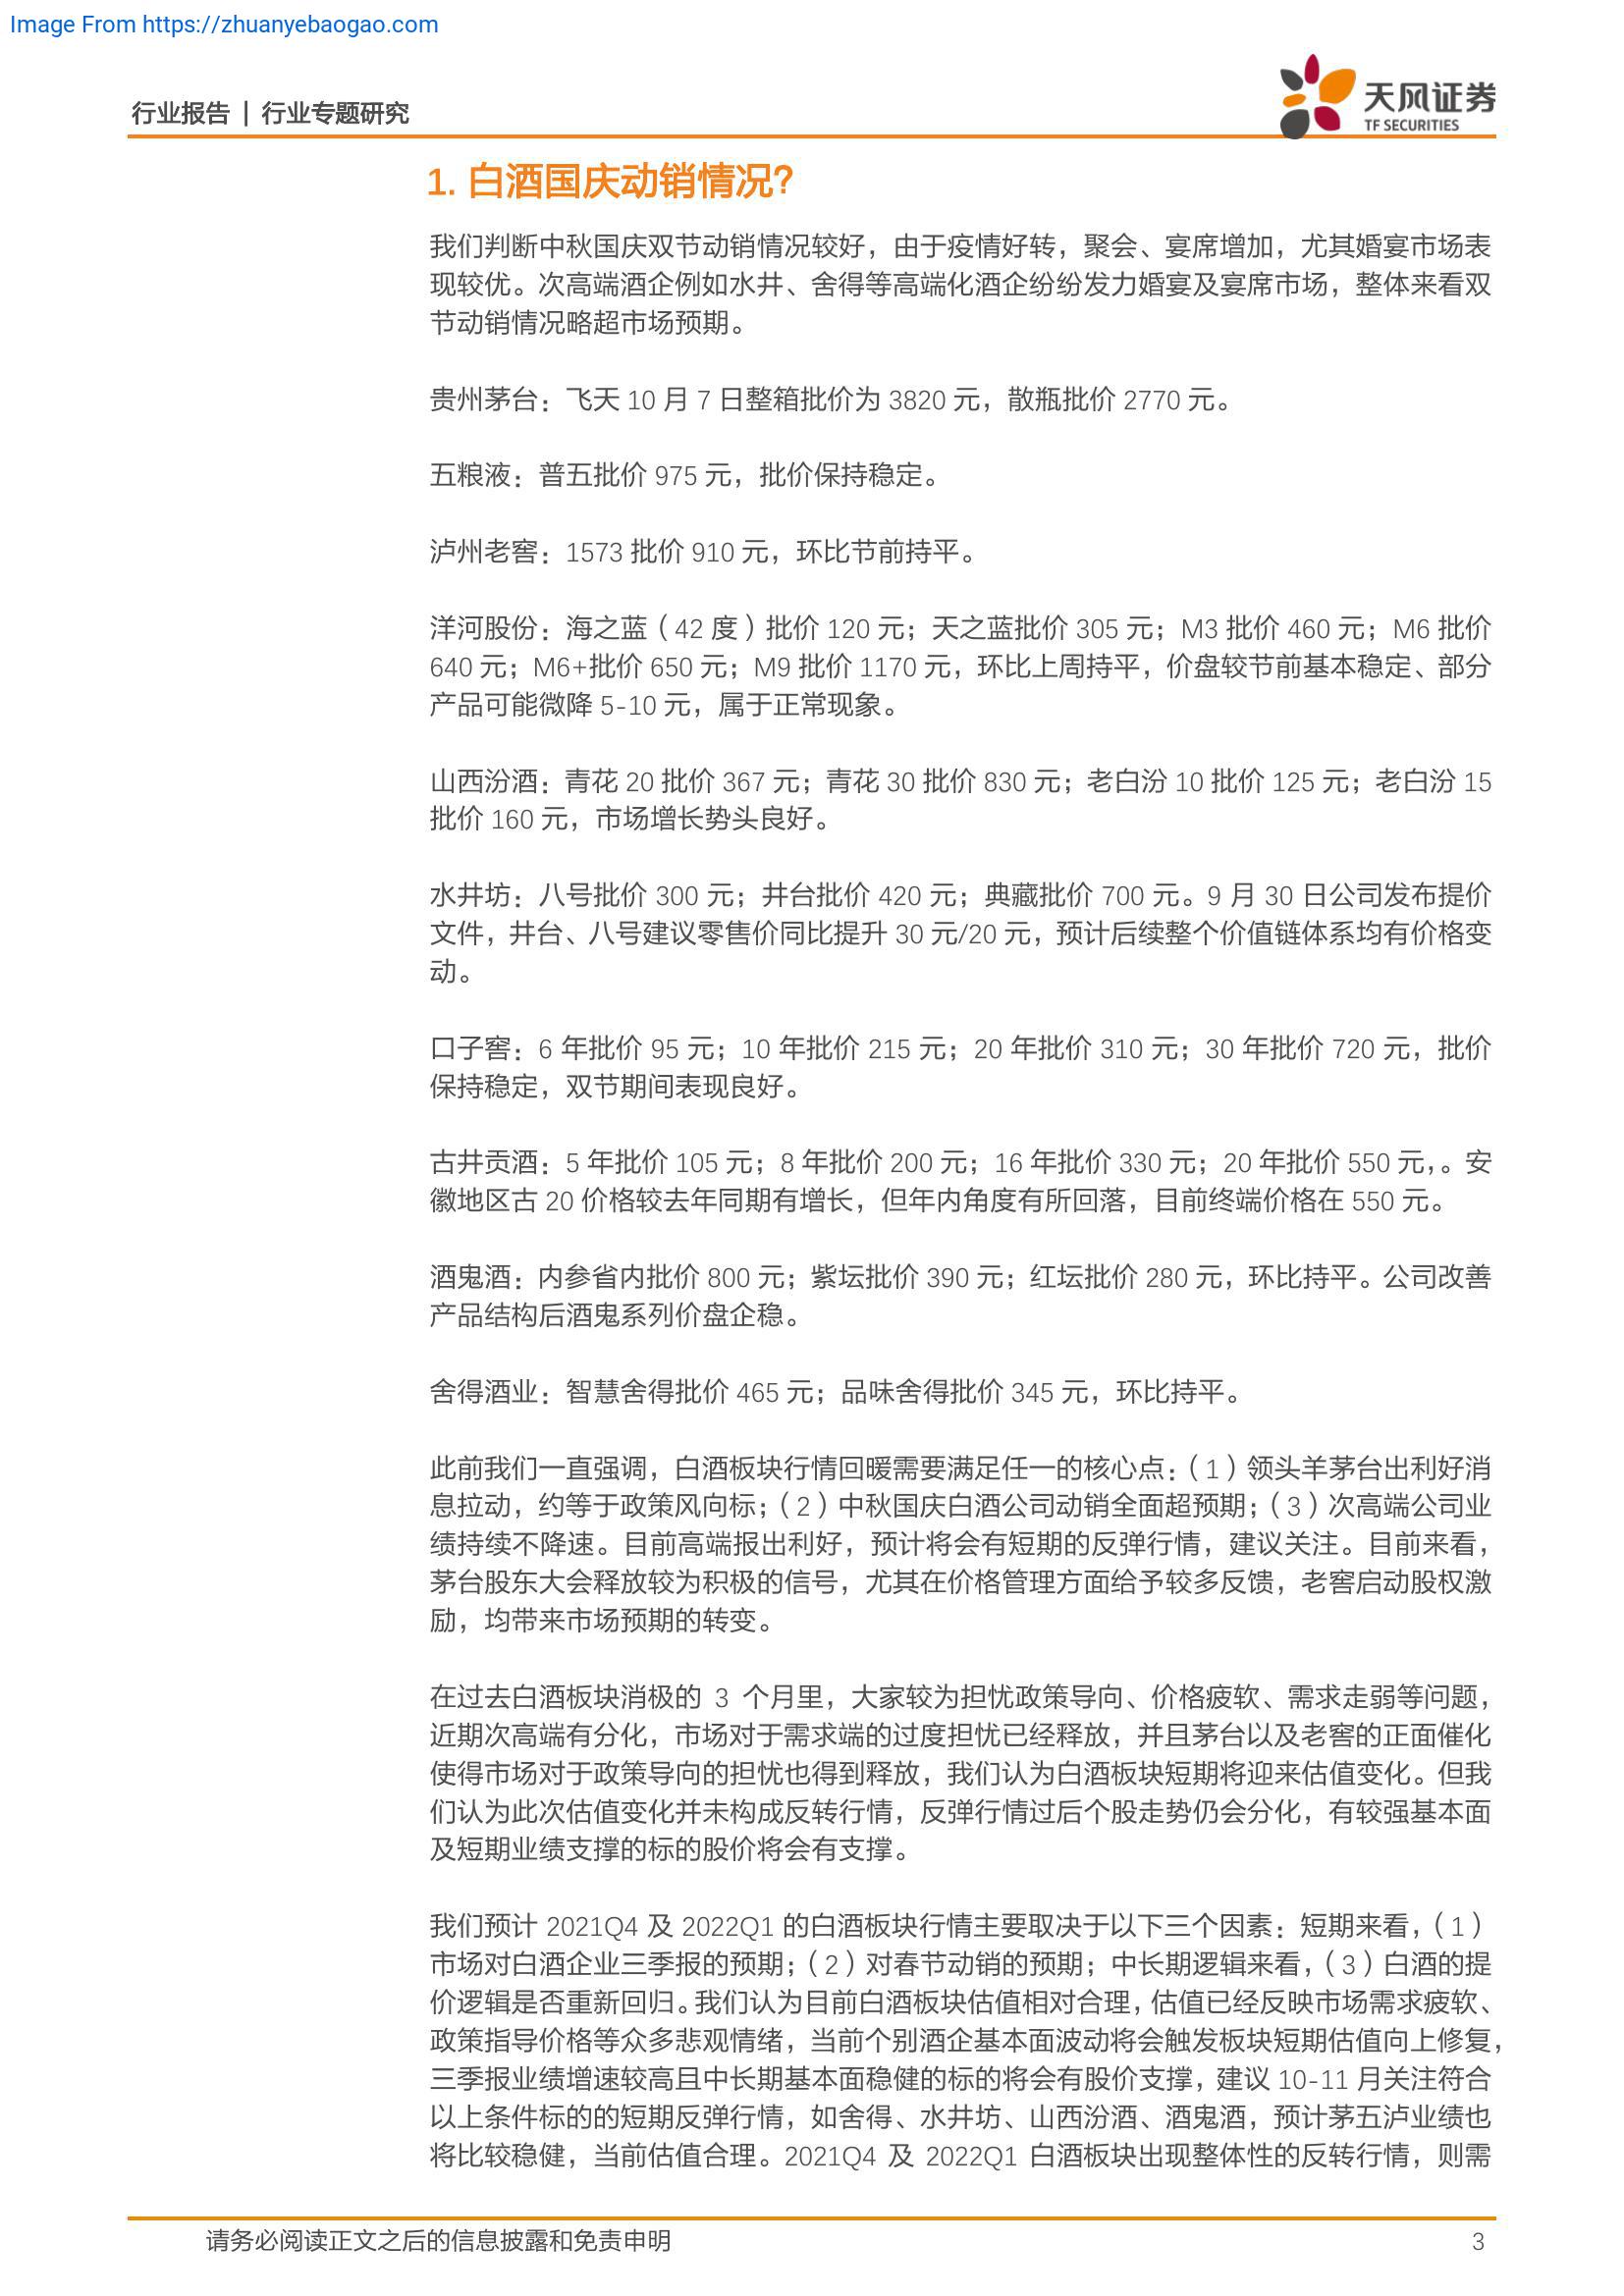 Image From https://zhuanyebaogao.com
行业报告 | 行业专题研究
天风证券
TF SECURITIES
1. 白酒国庆动销情况？
我们判断中秋国庆双节动销情况较好，由于疫情好转，聚会、宴席增加，尤其婚宴市场表
现较优。次高端酒企例如水井、舍得等高端化酒企纷纷发力婚宴及宴席市场，整体来看双
节动销情况略超市场预期。
贵州茅台：飞天 10 月 7 日整箱批价为 3820 元，散瓶批价 2770 元。
五粮液：普五批价 975 元，批价保持稳定。
泸州老窖：1573 批价 910 元，环比节前持平。
洋河股份：海之蓝（42 度）批价 120 元；天之蓝批价 305 元；M3 批价 460 元；M6 批价
640 元；M6+批价 650 元；M9 批价 1170 元，环比上周持平，价盘较节前基本稳定、部分
产品可能微降 5-10 元，属于正常现象。
山西汾酒：青花 20 批价 367 元；青花 30 批价 830 元；老白汾 10 批价 125 元；老白汾 15
批价 160 元，市场增长势头良好。
水井坊：八号批价 300 元；井台批价 420 元；典藏批价 700 元。9 月 30 日公司发布提价
文件，井台、八号建议零售价同比提升 30 元/20 元，预计后续整个价值链体系均有价格变
动。
口子窖：6 年批价 95 元；10 年批价 215 元；20 年批价 310 元；30 年批价 720 元，批价
保持稳定，双节期间表现良好。
古井贡酒：5 年批价 105 元；8 年批价 200 元；16 年批价 330 元；20 年批价 550 元，。安
徽地区古 20 价格较去年同期有增长，但年内角度有所回落，目前终端价格在 550 元。
酒鬼酒：内参省内批价 800 元；紫坛批价 390 元；红坛批价 280 元，环比持平。公司改善
产品结构后酒鬼系列价盘企稳。
舍得酒业：智慧舍得批价 465 元；品味舍得批价 345 元，环比持平。
此前我们一直强调，白酒板块行情回暖需要满足任一的核心点：（1）领头羊茅台出利好消
息拉动，约等于政策风向标；（2）中秋国庆白酒公司动销全面超预期；（3）次高端公司业
绩持续不降速。目前高端报出利好，预计将会有短期的反弹行情，建议关注。目前来看，
茅台股东大会释放较为积极的信号，尤其在价格管理方面给予较多反馈，老窖启动股权激
励，均带来市场预期的转变。
在过去白酒板块消极的 3 个月里，大家较为担忧政策导向、价格疲软、需求走弱等问题，
近期次高端有分化，市场对于需求端的过度担忧已经释放，并且茅台以及老窖的正面催化
使得市场对于政策导向的担忧也得到释放，我们认为白酒板块短期将迎来估值变化。但我
们认为此次估值变化并未构成反转行情，反弹行情过后个股走势仍会分化，有较强基本面
及短期业绩支撑的标的股价将会有支撑。
我们预计 2021Q4 及 2022Q1 的白酒板块行情主要取决于以下三个因素：短期来看，（1）
市场对白酒企业三季报的预期；（2）对春节动销的预期；中长期逻辑来看，（3）白酒的提
价逻辑是否重新回归。我们认为目前白酒板块估值相对合理，估值已经反映市场需求疲软、
政策指导价格等众多悲观情绪，当前个别酒企基本面波动将会触发板块短期估值向上修复，
三季报业绩增速较高且中长期基本面稳健的标的将会有股价支撑，建议 10-11 月关注符合
以上条件标的的短期反弹行情，如舍得、水井坊、山西汾酒、酒鬼酒，预计茅五泸业绩也
将比较稳健，当前估值合理。2021Q4 及 2022Q1 白酒板块出现整体性的反转行情，则需
请务必阅读正文之后的信息披露和免责申明
3